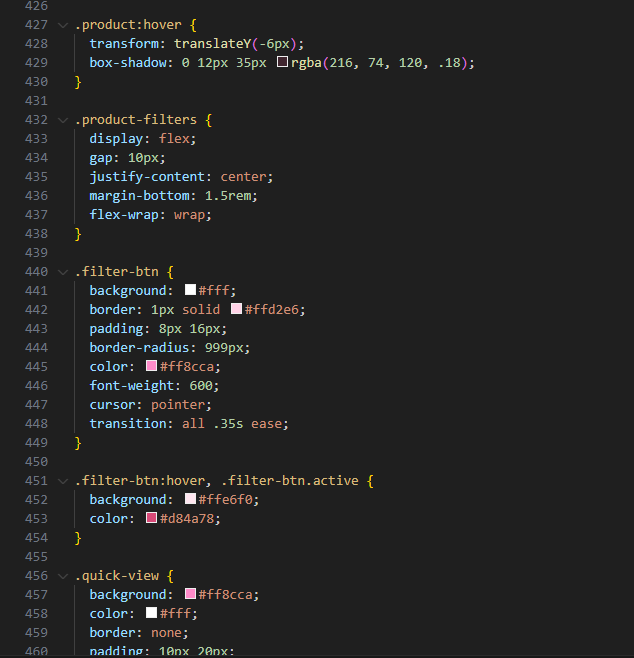 426
427 .product:hover {
428 transform: translateY(-6px);
429 box-shadow: 0 12px 35px rgba(216, 74, 120, .18);
430 }
431
432 .product-filters {
433 display: flex;
434 gap: 10px;
435 justify-content: center;
436 margin-bottom: 1.5rem;
437 flex-wrap: wrap;
438 }
439
440 .filter-btn {
441 background: #fff;
442 border: 1px solid #ffd2e6;
443 padding: 8px 16px;
444 border-radius: 999px;
445 color: #ff8cca;
446 font-weight: 600;
447 cursor: pointer;
448 transition: all .35s ease;
449 }
450
451 .filter-btn:hover, .filter-btn.active {
452 background: #ffe6f0;
453 color: #d84a78;
454 }
455
456 .quick-view {
457 background: #ff8cca;
458 color: #fff;
459 border: none;
460 padding: 10px 20px;